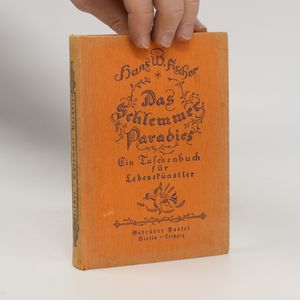 Hans W. Fischer
Das
Schlemmer
Paradies
Ein Taschenbuch
für
Lebenskünstler
Gebrüder Paetel
Berlin-Leipzig